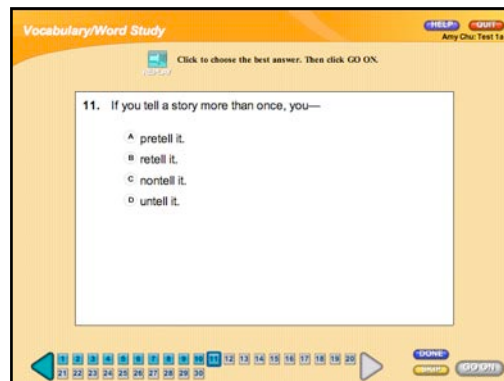 Vocabulary/Word Study
HELP QUIT
Amy Chu: Test 1a
Click to choose the best answer. Then click GO ON.
REPLAY
11. If you tell a story more than once, you—
A pretell it.
B retell it.
C nontell it.
D untell it.
1 2 3 4 5 6 7 8 9 10 11 12 13 14 15 16 17 18 19 20
DONE
21 22 23 24 25 26 27 28 29 30
GO ON